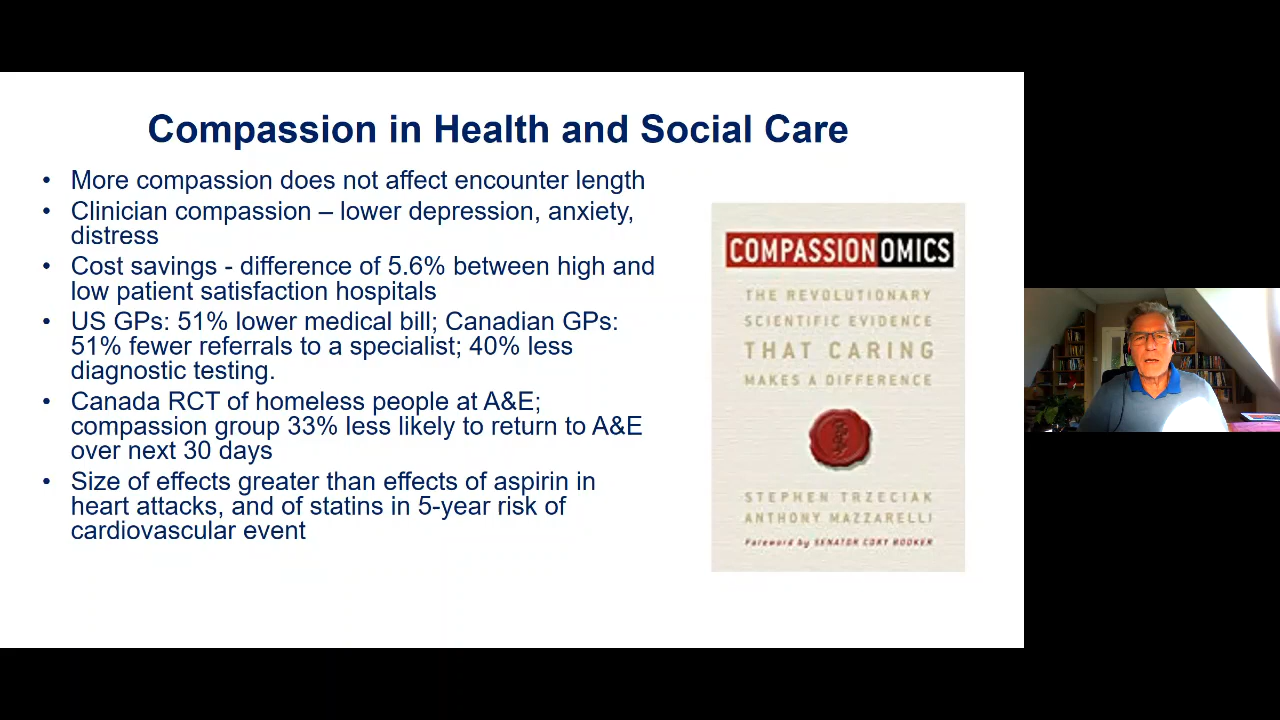 Compassion in Health and Social Care
• More compassion does not affect encounter length
• Clinician compassion – lower depression, anxiety,
distress
• Cost savings - difference of 5.6% between high and
low patient satisfaction hospitals
• US GPs: 51% lower medical bill; Canadian GPs:
51% fewer referrals to a specialist; 40% less
diagnostic testing.
• Canada RCT of homeless people at A&E;
compassion group 33% less likely to return to A&E
over next 30 days
• Size of effects greater than effects of aspirin in
heart attacks, and of statins in 5-year risk of
cardiovascular event
COMPASSIONOMICS
THE REVOLUTIONARY
SCIENTIFIC EVIDENCE
THAT CARING
MAKES A DIFFERENCE
STEPHEN TRZECIAK
ANTHONY MAZZARELLI
Foreword by SENATOR CORY BOOKER